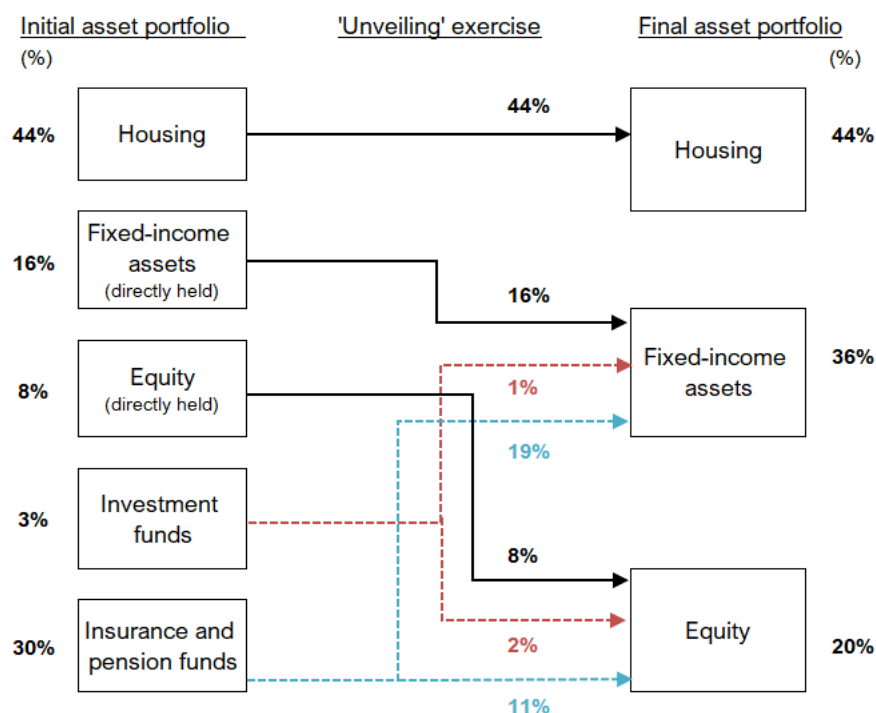 Initial asset portfolio 'Unveiling' exercise Final asset portfolio
(%) (%)
44% Housing 44% Housing 44%
16% Fixed-income
assets
(directly held)
16%
Fixed-income
assets
36%
8% Equity
(directly held)
1%
19%
3% Investment
funds
8%
30% Insurance and
pension funds
Equity 20%
2%
11%